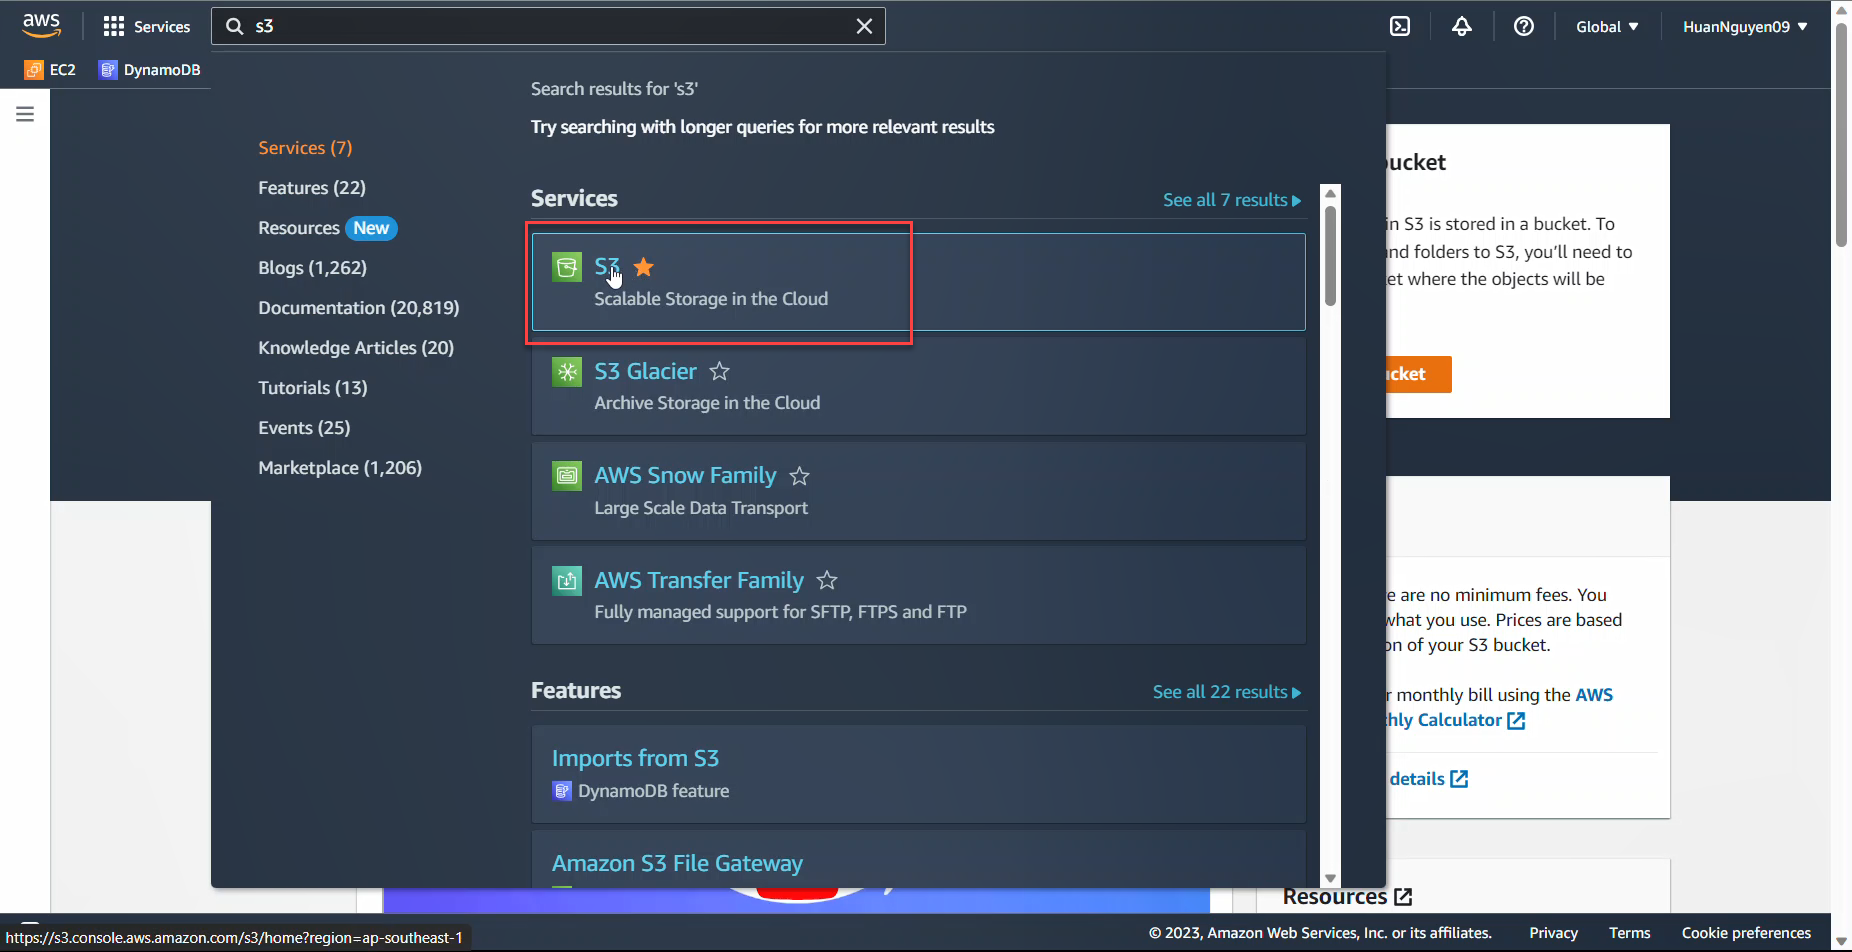 aws
Services
s3
Global
HuanNguyen09
EC2
DynamoDB
Search results for 's3'
Try searching with longer queries for more relevant results
Services (7)
Features (22)
Resources New
Blogs (1,262)
Documentation (20,819)
Knowledge Articles (20)
Tutorials (13)
Events (25)
Marketplace (1,206)
Services
See all 7 results
S3
Scalable Storage in the Cloud
S3 Glacier
Archive Storage in the Cloud
AWS Snow Family
Large Scale Data Transport
AWS Transfer Family
Fully managed support for SFTP, FTPS and FTP
Features
See all 22 results
Imports from S3
DynamoDB feature
Amazon S3 File Gateway
bucket
in S3 is stored in a bucket. To
and folders to S3, you'll need to
et where the objects will be
ucket
e are no minimum fees. You
what you use. Prices are based
on of your S3 bucket.
r monthly bill using the AWS
hly Calculator
details
Resources
https://s3.console.aws.amazon.com/s3/home?region=ap-southeast-1
© 2023, Amazon Web Services, Inc. or its affiliates.
Privacy
Terms
Cookie preferences